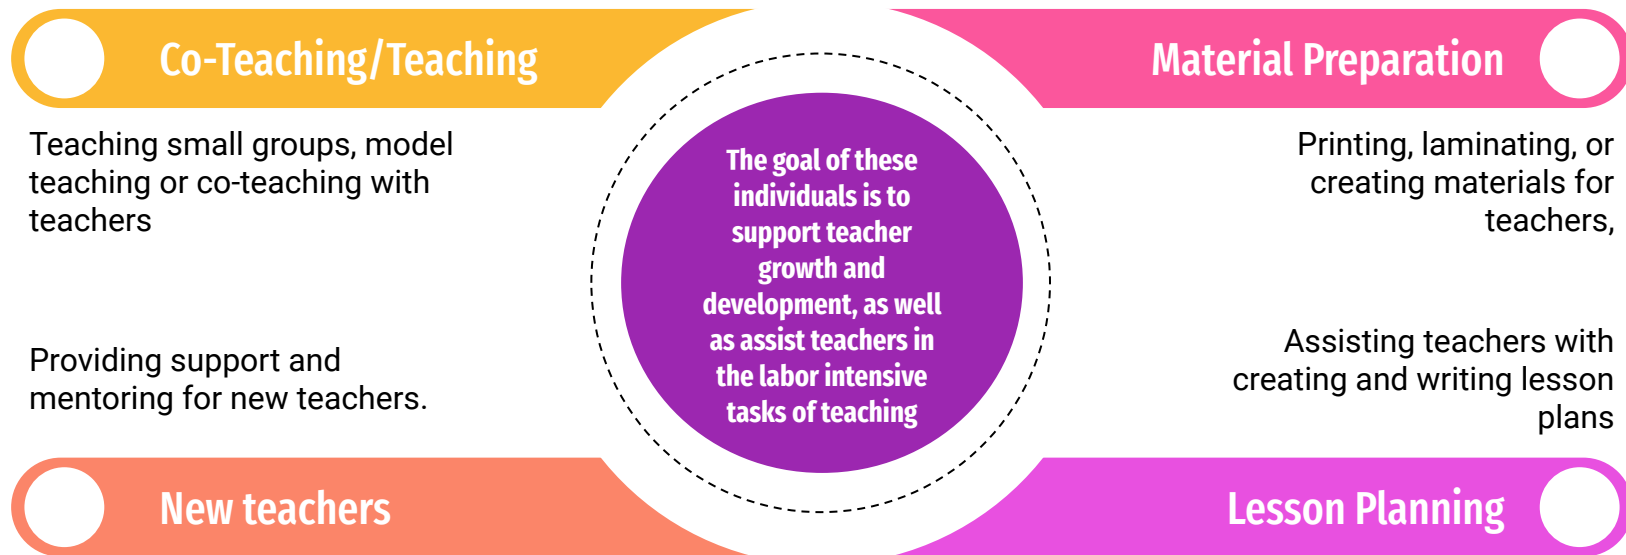 Co-Teaching/Teaching
Teaching small groups, model
teaching or co-teaching with
teachers
Providing support and
mentoring for new teachers.
New teachers
The goal of these
individuals is to
support teacher
growth and
development, as well
as assist teachers in
the labor intensive
tasks of teaching
Material Preparation
Printing, laminating, or
creating materials for
teachers,
Assisting teachers with
creating and writing lesson
plans
Lesson Planning